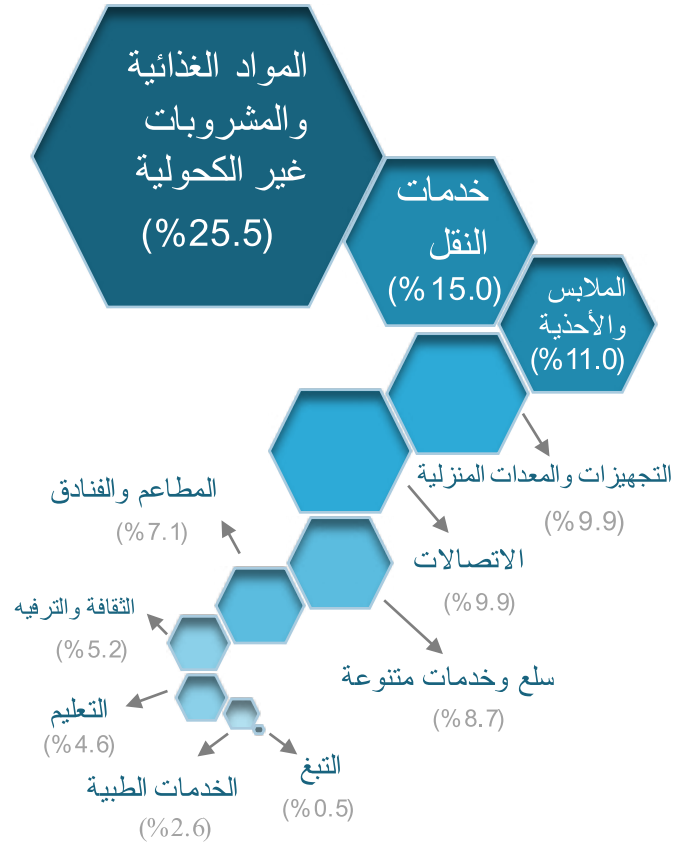 المواد الغذائية
والمشروبات
غير الكحولية
(%25.5)
خدمات
النقل
(%15.0)
الملابس
والأحذية
(%11.0)
التجهيزات والمعدات المنزلية
(%9.9)
الاتصالات
(%9.9)
سلع وخدمات متنوعة
(%8.7)
المطاعم والفنادق
(%7.1)
الثقافة والترفيه
(%5.2)
التعليم
(%4.6)
الخدمات الطبية
(%2.6)
التبغ
(%0.5)